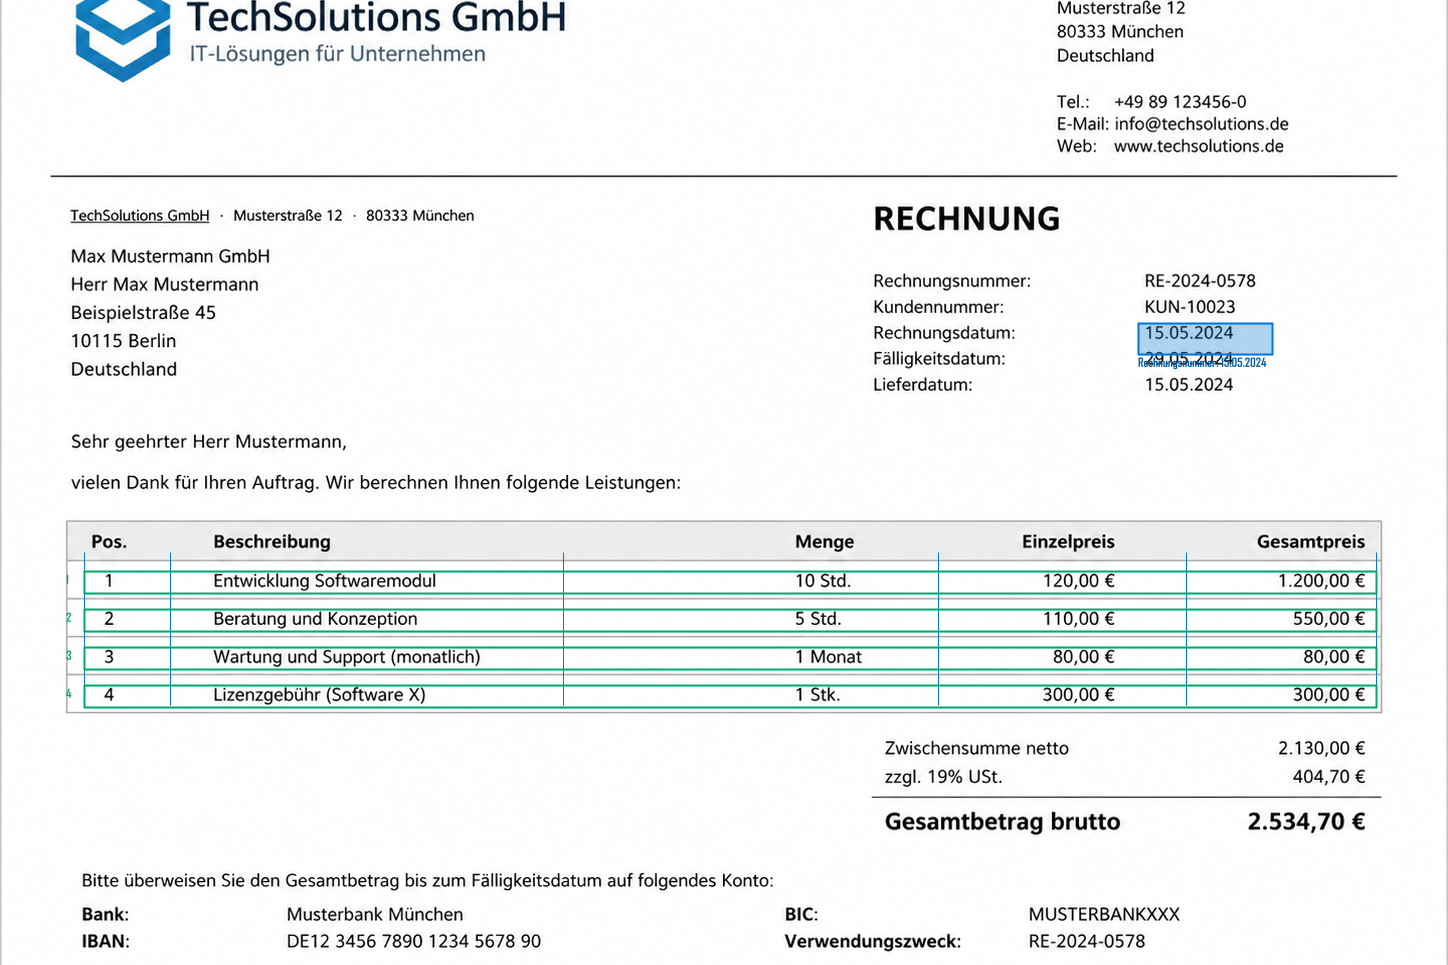 TechSolutions GmbH
IT-Lösungen für Unternehmen
Musterstraße 12
80333 München
Deutschland
Tel.: +49 89 123456-0
E-Mail: info@techsolutions.de
Web: www.techsolutions.de
TechSolutions GmbH · Musterstraße 12 · 80333 München
Max Mustermann GmbH
Herr Max Mustermann
Beispielstraße 45
10115 Berlin
Deutschland
RECHNUNG
Rechnungsnummer: RE-2024-0578
Kundennummer: KUN-10023
Rechnungsdatum: 15.05.2024
Fälligkeitsdatum: 29.05.2024
Rechnungsnummer: 15.05.2024
Lieferdatum: 15.05.2024
Sehr geehrter Herr Mustermann,
vielen Dank für Ihren Auftrag. Wir berechnen Ihnen folgende Leistungen:
Pos. Beschreibung Menge Einzelpreis Gesamtpreis
1 1 Entwicklung Softwaremodul 10 Std. 120,00 € 1.200,00 €
2 2 Beratung und Konzeption 5 Std. 110,00 € 550,00 €
3 3 Wartung und Support (monatlich) 1 Monat 80,00 € 80,00 €
4 4 Lizenzgebühr (Software X) 1 Stk. 300,00 € 300,00 €
Zwischensumme netto 2.130,00 €
zzgl. 19% USt. 404,70 €
Gesamtbetrag brutto 2.534,70 €
Bitte überweisen Sie den Gesamtbetrag bis zum Fälligkeitsdatum auf folgendes Konto:
Bank: Musterbank München BIC: MUSTERBANKXXX
IBAN: DE12 3456 7890 1234 5678 90 Verwendungszweck: RE-2024-0578